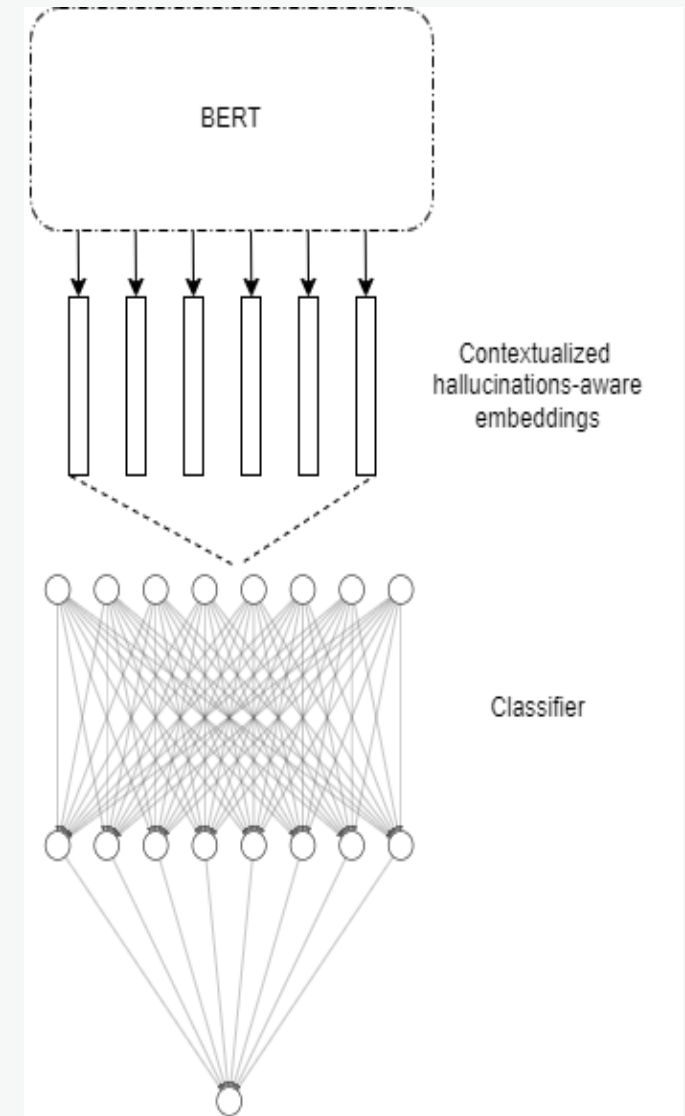 BERT
Contextualized
hallucinations-aware
embeddings
Classifier